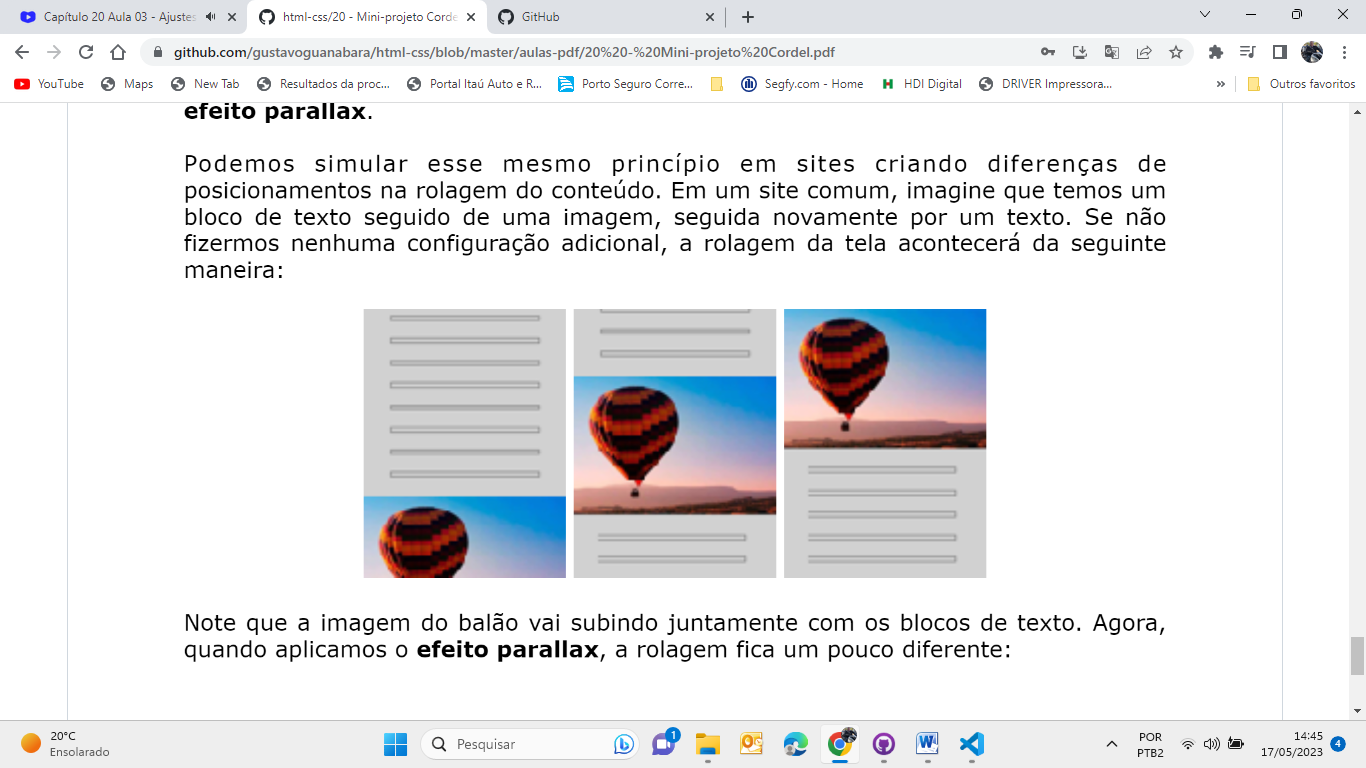 Capítulo 20 Aula 03 - Ajustes
html-css/20 - Mini-projeto Corde
GitHub
github.com/gustavoguanabara/html-css/blob/master/aulas-pdf/20%20-%20Mini-projeto%20Cordel.pdf
YouTube
Maps
New Tab
Resultados da proc...
Portal Itaú Auto e R...
Porto Seguro Corre...
Segfy.com - Home
HDI Digital
DRIVER Impressora...
»
Outros favoritos
efeito parallax.
Podemos simular esse mesmo princípio em sites criando diferenças de
posicionamentos na rolagem do conteúdo. Em um site comum, imagine que temos um
bloco de texto seguido de uma imagem, seguida novamente por um texto. Se não
fizermos nenhuma configuração adicional, a rolagem da tela acontecerá da seguinte
maneira:
Note que a imagem do balão vai subindo juntamente com os blocos de texto. Agora,
quando aplicamos o efeito parallax, a rolagem fica um pouco diferente:
20°C
Ensolarado
Pesquisar
1
POR
PTB2
14:45
17/05/2023
4